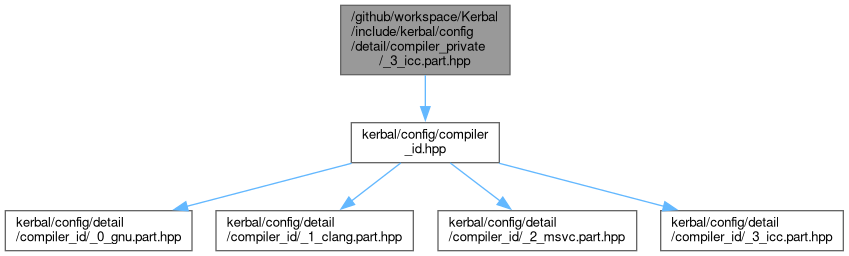 /github/workspace/Kerbal
/include/kerbal/config
/detail/compiler_private
/_3_icc.part.hpp
kerbal/config/compiler
_id.hpp
kerbal/config/detail
/compiler_id/_0_gnu.part.hpp
kerbal/config/detail
/compiler_id/_1_clang.part.hpp
kerbal/config/detail
/compiler_id/_2_msvc.part.hpp
kerbal/config/detail
/compiler_id/_3_icc.part.hpp